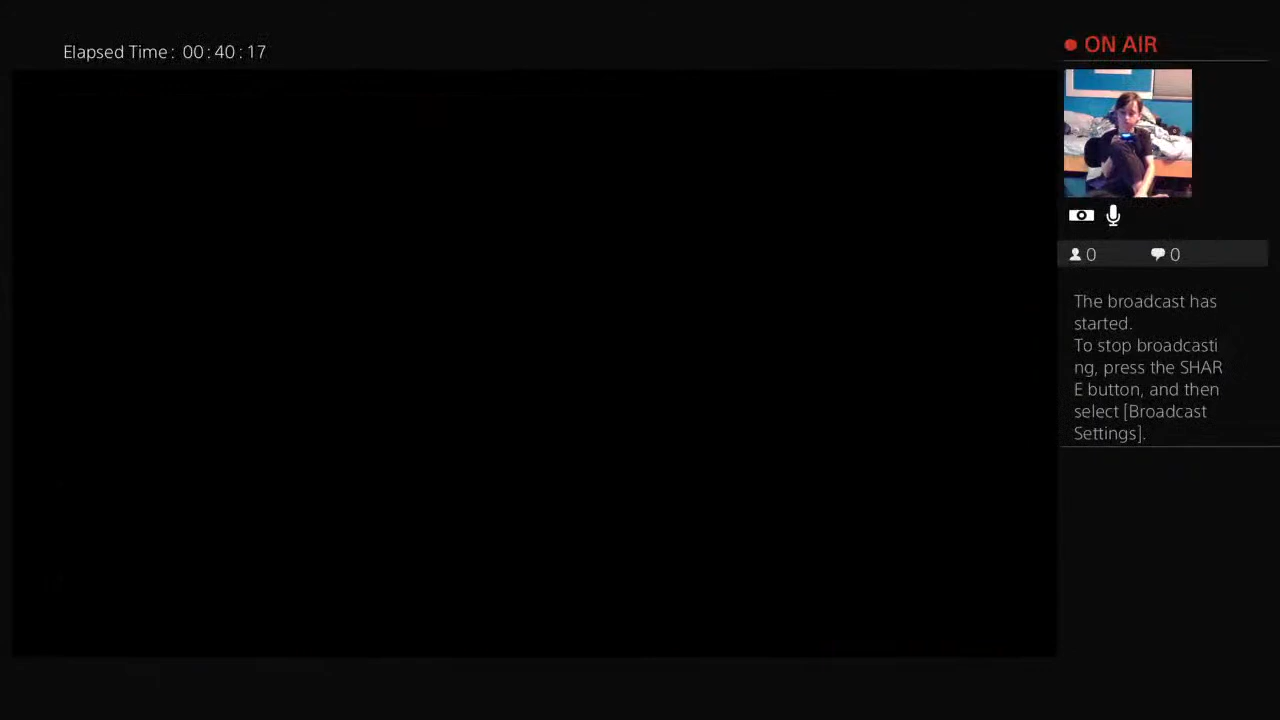 Elapsed Time: 00:40:17
ON AIR
0 0
The broadcast has
started.
To stop broadcasti
ng, press the SHAR
E button, and then
select [Broadcast
Settings].